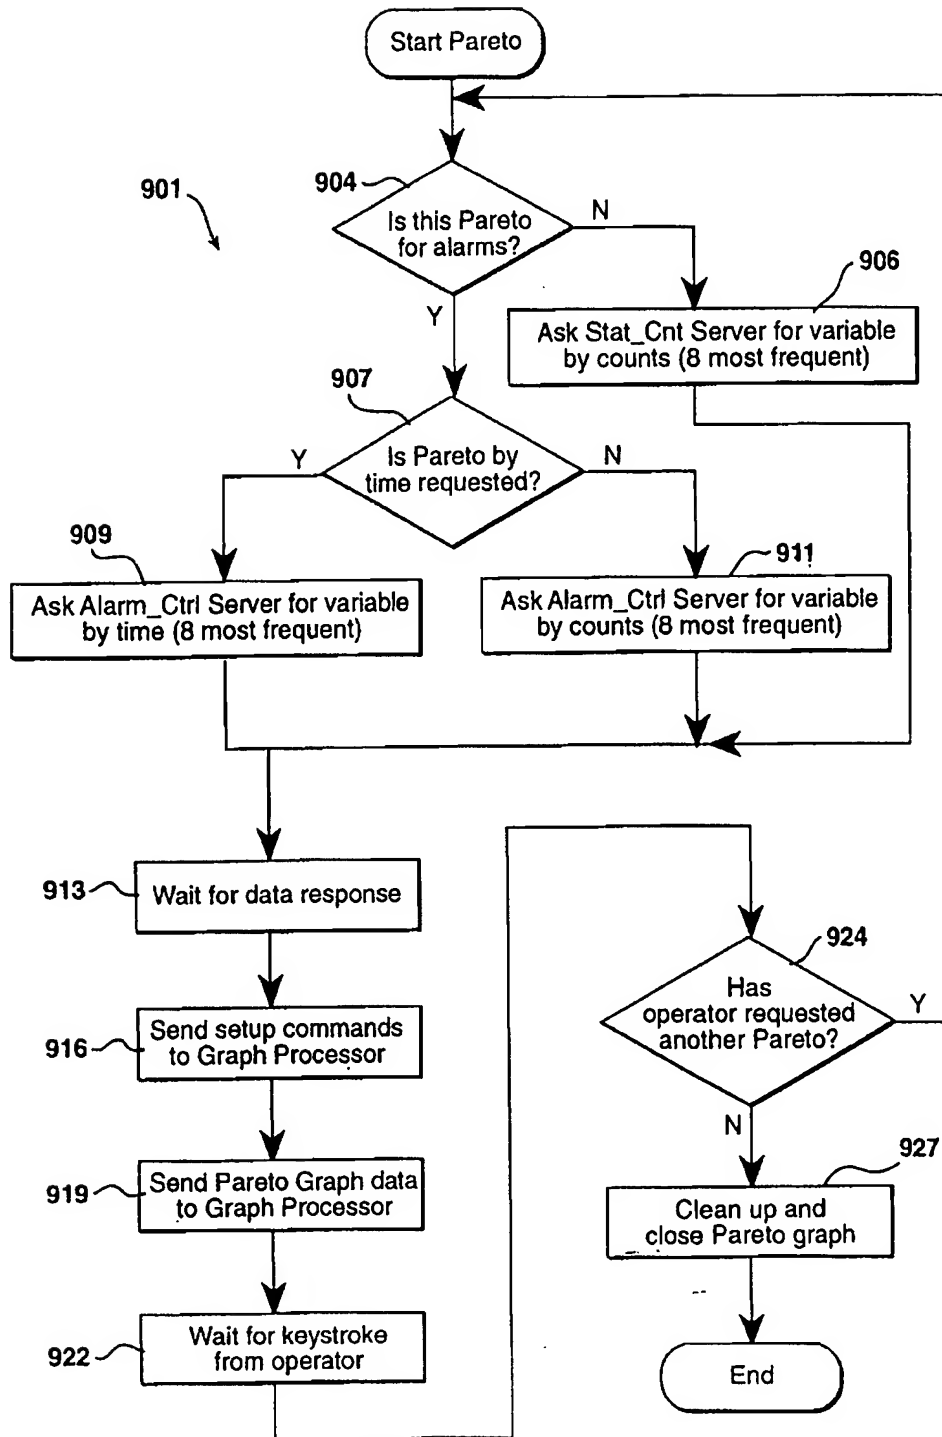 Start Pareto
904
901
Is this Pareto
for alarms?
N
Y
906
Ask Stat_Cnt Server for variable
by counts (8 most frequent)
907
Is Pareto by
time requested?
Y
N
909
Ask Alarm_Ctrl Server for variable
by time (8 most frequent)
911
Ask Alarm_Ctrl Server for variable
by counts (8 most frequent)
913
Wait for data response
916
Send setup commands
to Graph Processor
919
Send Pareto Graph data
to Graph Processor
922
Wait for keystroke
from operator
924
Has
operator requested
another Pareto?
Y
N
927
Clean up and
close Pareto graph
End